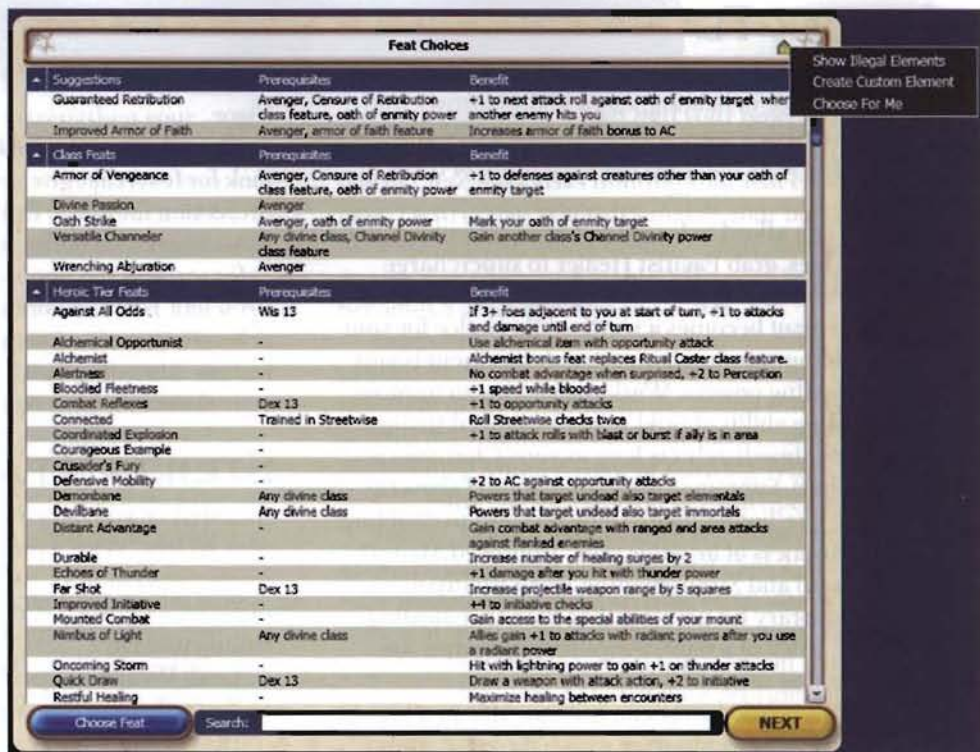 Feat Choices
Show Illegal Elements
Create Custom Element
Choose For Me
Suggestions Prerequisites Benefit
Guaranteed Retribution Avenger, Censure of Retribution class feature, oath of enmity power +1 to next attack roll against oath of enmity target when another enemy hits you
Improved Armor of Faith Avenger, armor of faith feature Increases armor of faith bonus to AC
Class Feats Prerequisites Benefit
Armor of Vengeance Avenger, Censure of Retribution class feature, oath of enmity power +1 to defenses against creatures other than your oath of enmity target
Divine Passion Avenger
Oath Strike Avenger, oath of enmity power Mark your oath of enmity target
Versatile Channeler Any divine class, Channel Divinity class feature Gain another class's Channel Divinity power
Wrenching Abjuration Avenger
Heroic Tier Feats Prerequisites Benefit
Against All Odds Wis 13 If 3+ foes adjacent to you at start of turn, +1 to attacks and damage until end of turn
Alchemical Opportunist - Use alchemical item with opportunity attack
Alchemist - Alchemist bonus feat replaces Ritual Caster class feature.
Alertness - No combat advantage when surprised, +2 to Perception
Bloodied Fleetness - +1 speed while bloodied
Combat Reflexes Dex 13 +1 to opportunity attacks
Connected Trained in Streetwise Roll Streetwise checks twice
Coordinated Explosion - +1 to attack rolls with blast or burst if ally is in area
Courageous Example -
Crusader's Fury -
Defensive Mobility - +2 to AC against opportunity attacks
Demonbane Any divine class Powers that target undead also target elementals
Devilbane Any divine class Powers that target undead also target immortals
Distant Advantage - Gain combat advantage with ranged and area attacks against flanked enemies
Durable - Increase number of healing surges by 2
Echoes of Thunder - +1 damage after you hit with thunder power
Far Shot Dex 13 Increase projectile weapon range by 5 squares
Improved Initiative - +4 to initiative checks
Mounted Combat - Gain access to the special abilities of your mount
Nimbus of Light Any divine class Allies gain +1 to attacks with radiant powers after you use a radiant power
Oncoming Storm - Hit with lightning power to gain +1 on thunder attacks
Quick Draw Dex 13 Draw a weapon with attack action, +2 to initiative
Restful Healing - Maximize healing between encounters
Choose Feat Search: NEXT